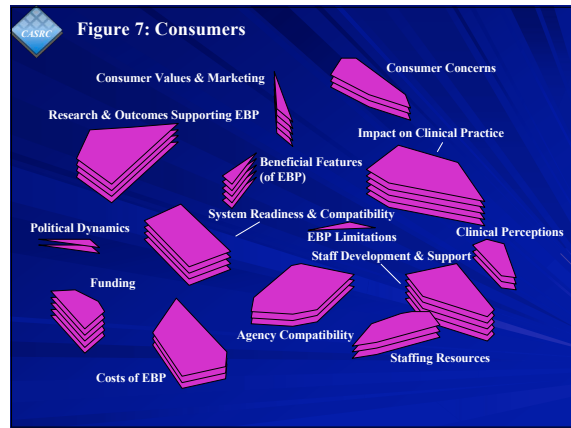 CASRC
Figure 7: Consumers
Consumer Concerns
Consumer Values & Marketing
Research & Outcomes Supporting EBP
Impact on Clinical Practice
Beneficial Features
(of EBP)
System Readiness & Compatibility
Political Dynamics
EBP Limitations
Clinical Perceptions
Staff Development & Support
Funding
Agency Compatibility
Staffing Resources
Costs of EBP